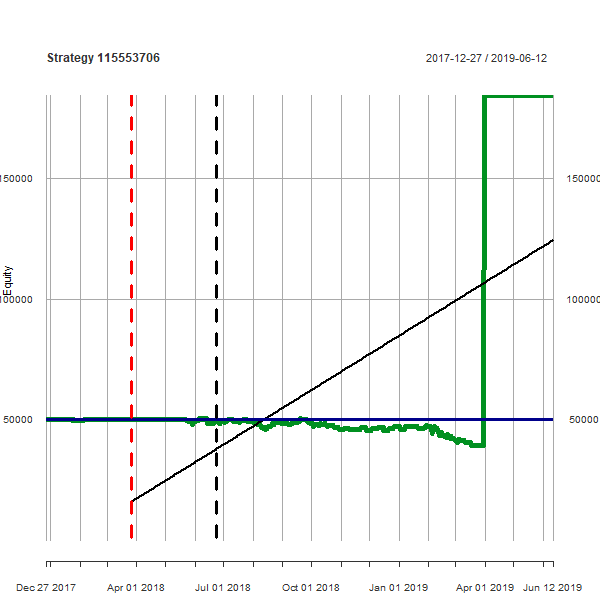 Strategy 115553706 2017-12-27 / 2019-06-12
150000 150000
Equity
100000 100000
50000 50000
Dec 27 2017 Apr 01 2018 Jul 01 2018 Oct 01 2018 Jan 01 2019 Apr 01 2019 Jun 12 2019